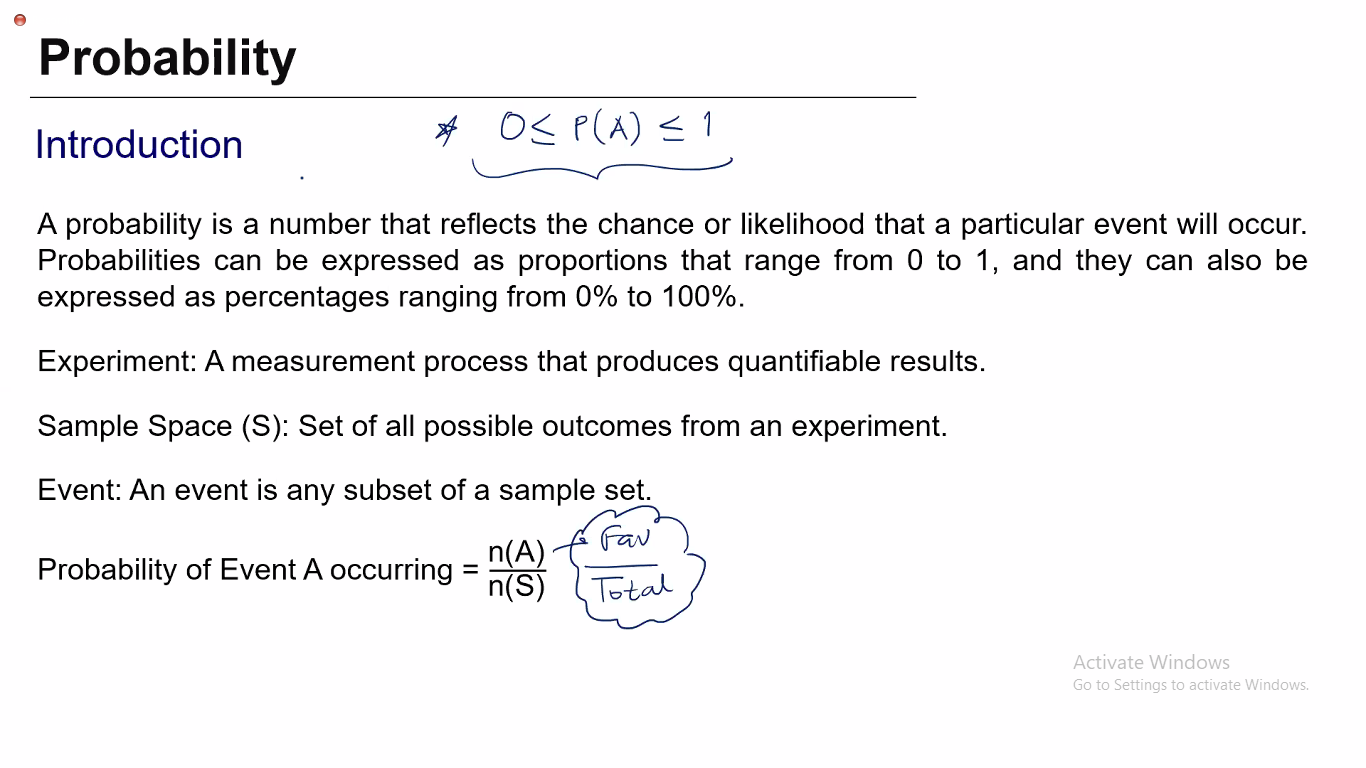 Probability
Introduction
* 0 ≤ P(A) ≤ 1
A probability is a number that reflects the chance or likelihood that a particular event will occur.
Probabilities can be expressed as proportions that range from 0 to 1, and they can also be
expressed as percentages ranging from 0% to 100%.
Experiment: A measurement process that produces quantifiable results.
Sample Space (S): Set of all possible outcomes from an experiment.
Event: An event is any subset of a sample set.
Probability of Event A occurring = n(A)/n(S)
Fav
Total
Activate Windows
Go to Settings to activate Windows.